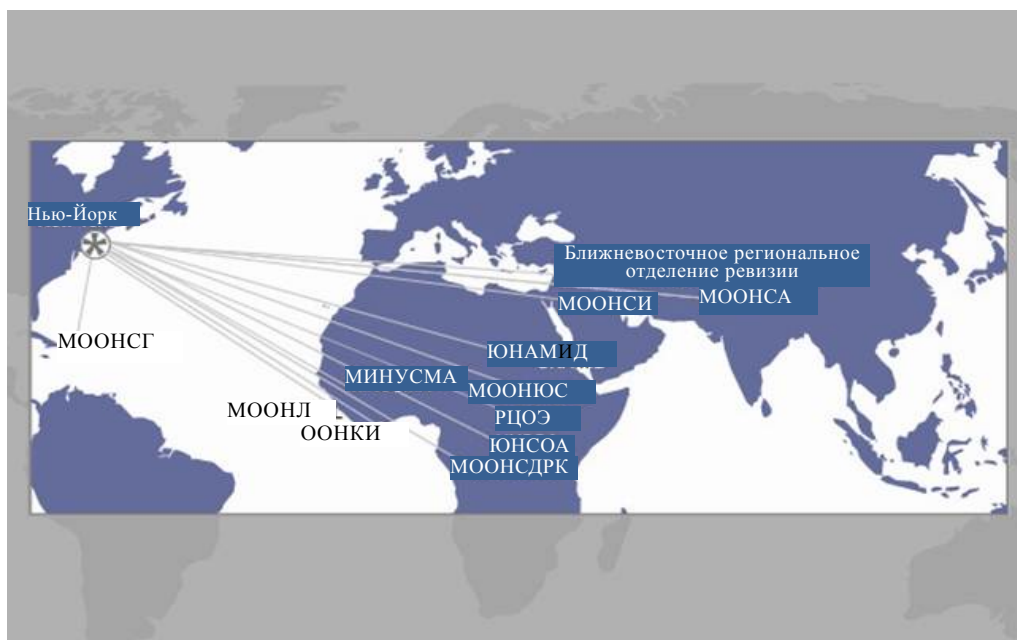 Нью-Йорк
Ближневосточное региональное
отделение ревизии
МООНСИ
МООНСА
МООНСГ
ЮНАМИД
МИНУСМА
МООНЮС
МООНЛ
РЦОЭ
ООНКИ
ЮНСОА
МООНСДРК